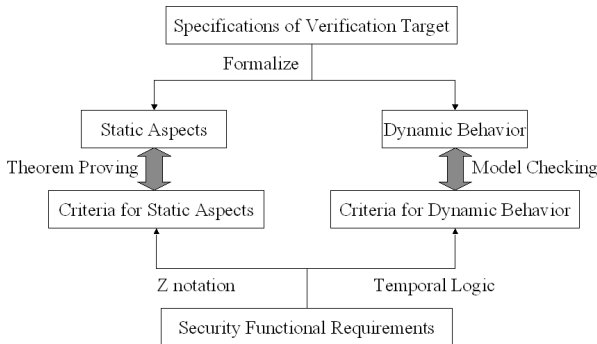 Specifications of Verification Target
Formalize
Static Aspects
Dynamic Behavior
Theorem Proving
Model Checking
Criteria for Static Aspects
Criteria for Dynamic Behavior
Z notation
Temporal Logic
Security Functional Requirements